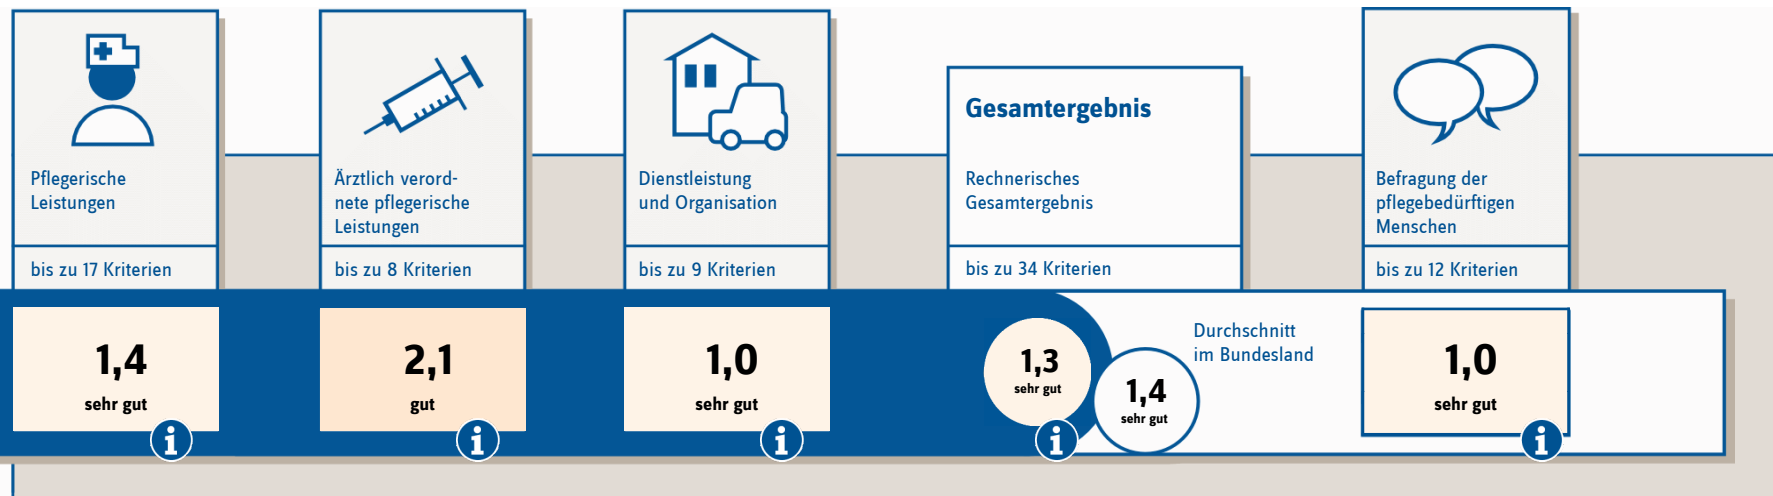 Pflegerische
Leistungen
bis zu 17 Kriterien
1,4
sehr gut
i
Ärztlich verord-
nete pflegerische
Leistungen
bis zu 8 Kriterien
2,1
gut
i
Dienstleistung
und Organisation
bis zu 9 Kriterien
1,0
sehr gut
i
Gesamtergebnis
Rechnerisches
Gesamtergebnis
bis zu 34 Kriterien
1,3
sehr gut
i
1,4
sehr gut
Durchschnitt
im Bundesland
Befragung der
pflegebedürftigen
Menschen
bis zu 12 Kriterien
1,0
sehr gut
i